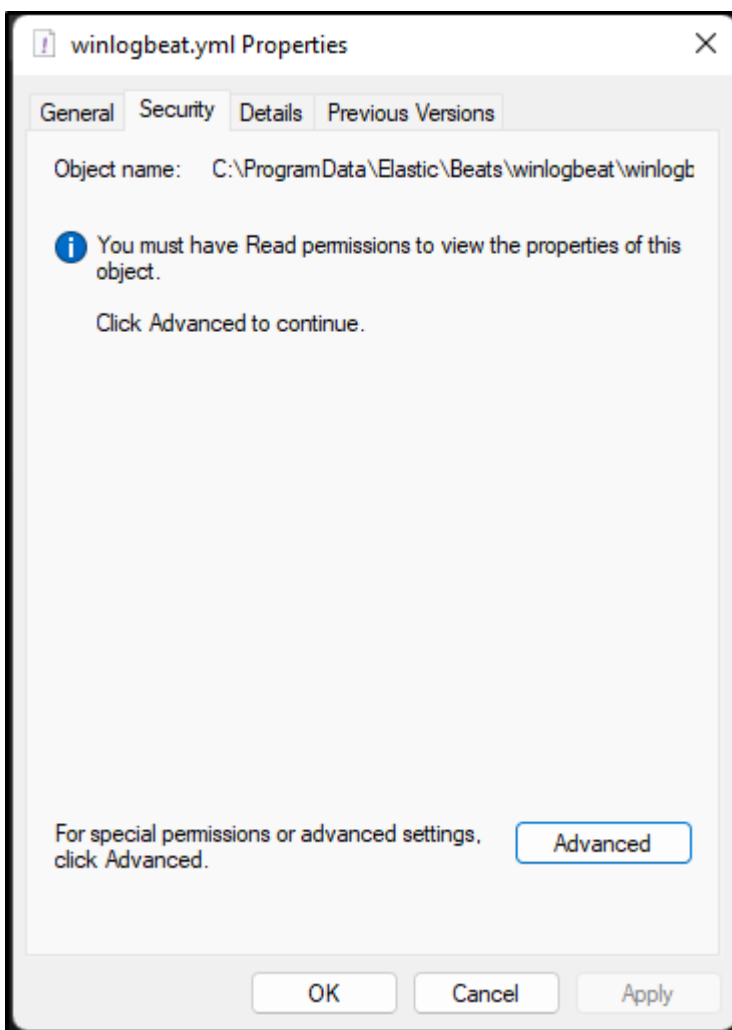 winlogbeat.yml Properties
General Security Details Previous Versions
Object name: C:\ProgramData\Elastic\Beats\winlogbeat\winlogb
You must have Read permissions to view the properties of this
object.
Click Advanced to continue.
For special permissions or advanced settings,
click Advanced.
Advanced
OK Cancel Apply